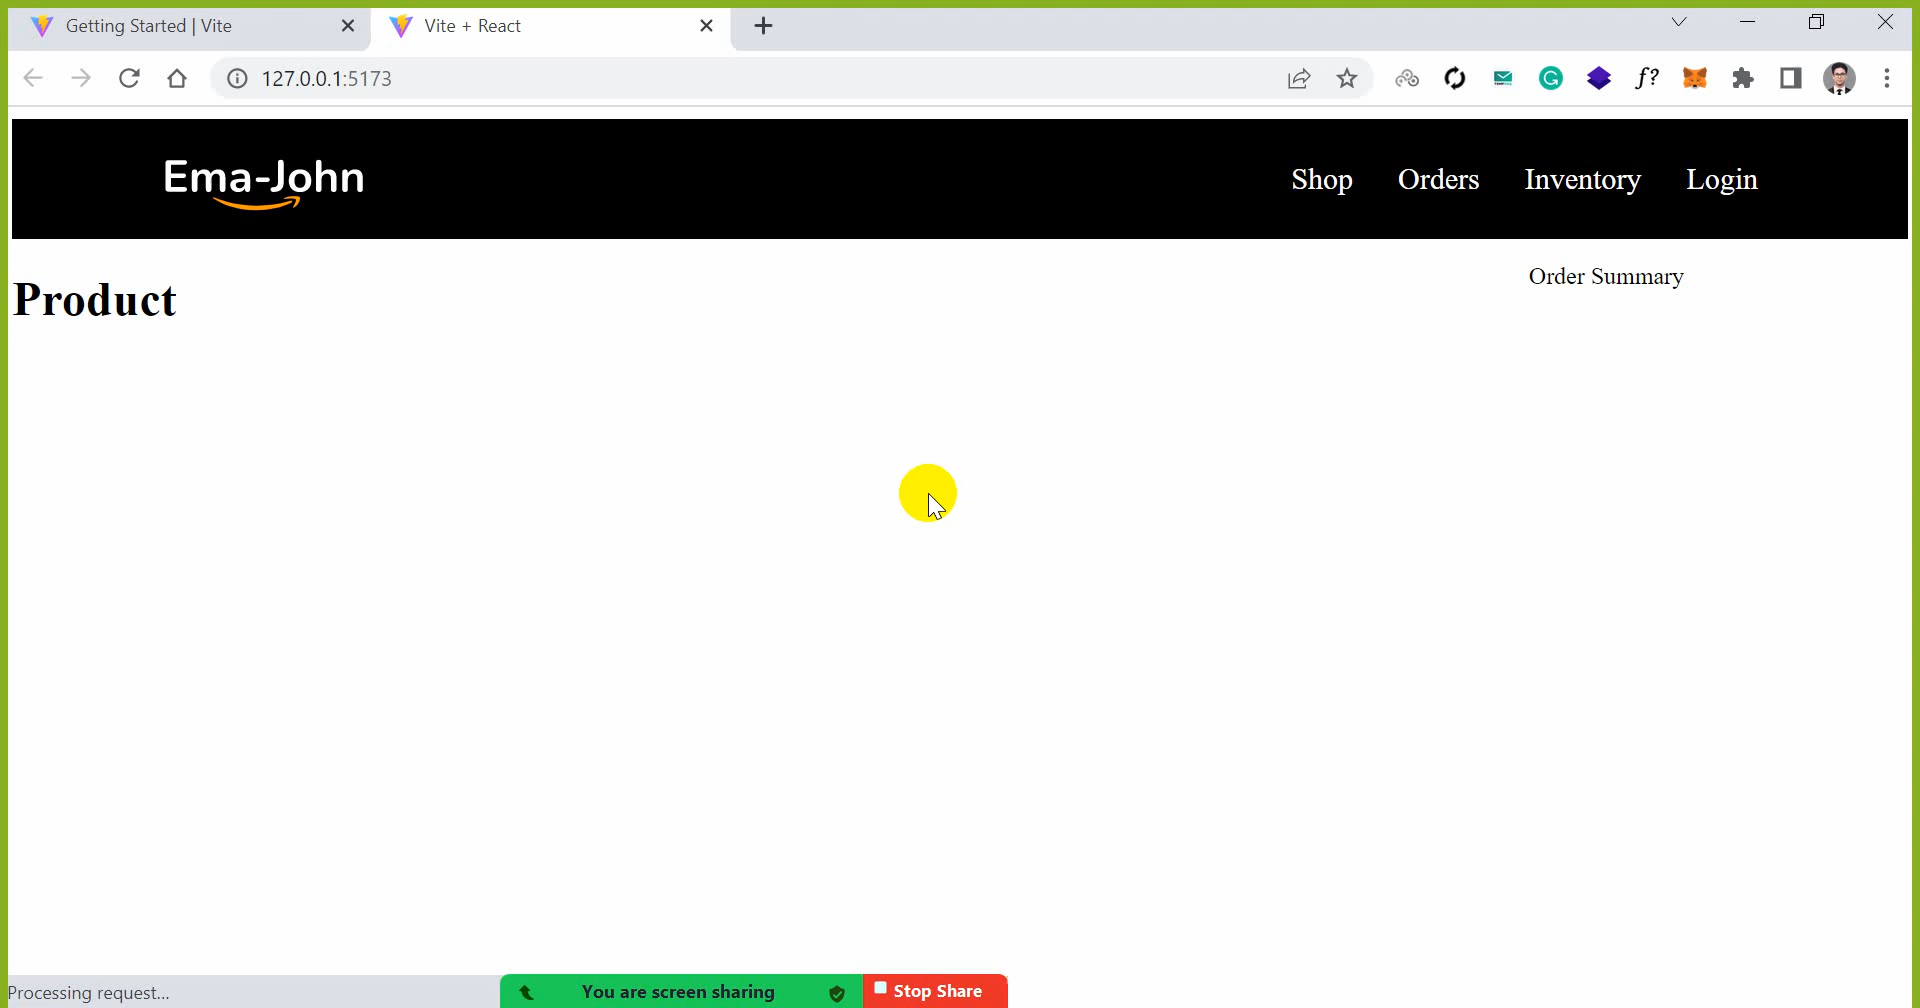 Getting Started | Vite
Vite + React
127.0.0.1:5173
f?
Ema-John
Shop Orders Inventory Login
Product
Order Summary
Processing request...
You are screen sharing
Stop Share